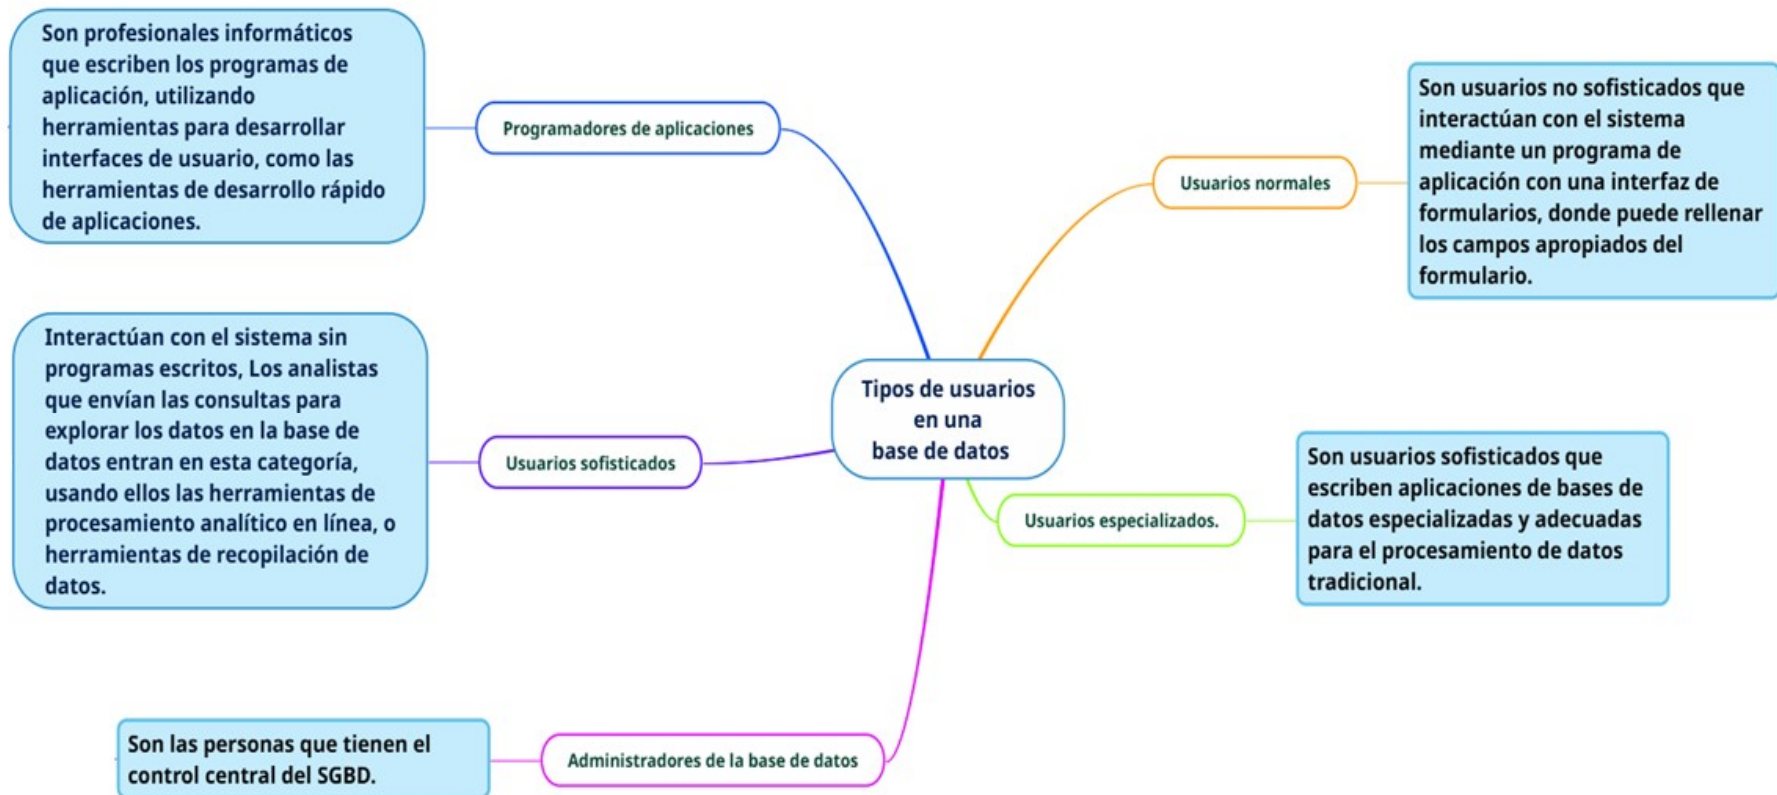 Son profesionales informáticos
que escriben los programas de
aplicación, utilizando
herramientas para desarrollar
interfaces de usuario, como las
herramientas de desarrollo rápido
de aplicaciones.
Programadores de aplicaciones
Interactúan con el sistema sin
programas escritos, Los analistas
que envían las consultas para
explorar los datos en la base de
datos entran en esta categoría,
usando ellos las herramientas de
procesamiento analítico en línea, o
herramientas de recopilación de
datos.
Usuarios sofisticados
Son las personas que tienen el
control central del SGBD.
Administradores de la base de datos
Tipos de usuarios
en una
base de datos
Usuarios normales
Son usuarios no sofisticados que
interactúan con el sistema
mediante un programa de
aplicación con una interfaz de
formularios, donde puede rellenar
los campos apropiados del
formulario.
Usuarios especializados.
Son usuarios sofisticados que
escriben aplicaciones de bases de
datos especializadas y adecuadas
para el procesamiento de datos
tradicional.